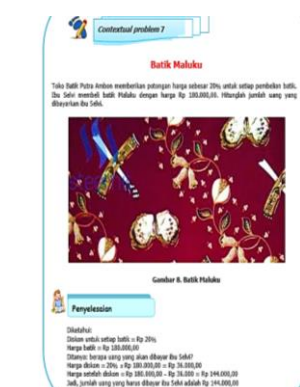 Contextual problem 7
Batik Maluku
Toko Batik Putra Ambon memberikan potongan harga sebesar 20% untuk setiap pembelian batik.
Ibu Selvi membeli batik Maluku dengan harga Rp 180.000,00. Hitunglah jumlah uang yang
dibayarkan ibu Selvi.
Gambar 8. Batik Maluku
Penyelesaian
Diketahui:
Diskon untuk setiap batik = Rp 20%
Harga batik = Rp 180.000,00
Ditanya: berapa uang yang akan dibayar ibu Selvi?
Harga diskon = 20% x Rp 180.000,00 = Rp 36.000,00
Harga setelah diskon = Rp 180.000,00 - Rp 36.000 = Rp 144.000,00
Jadi, jumlah uang yang harus dibayar ibu Selvi adalah Rp 144.000,00